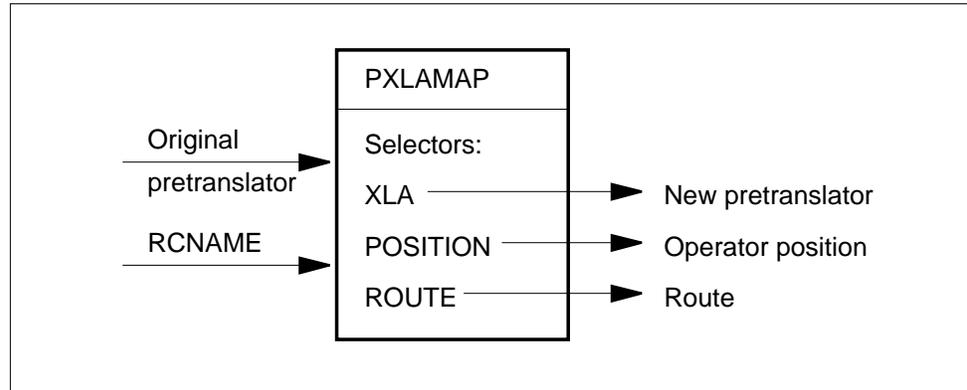 PXLAMAP
Original
pretranslator
RCNAME
Selectors:
XLA
POSITION
ROUTE
New pretranslator
Operator position
Route